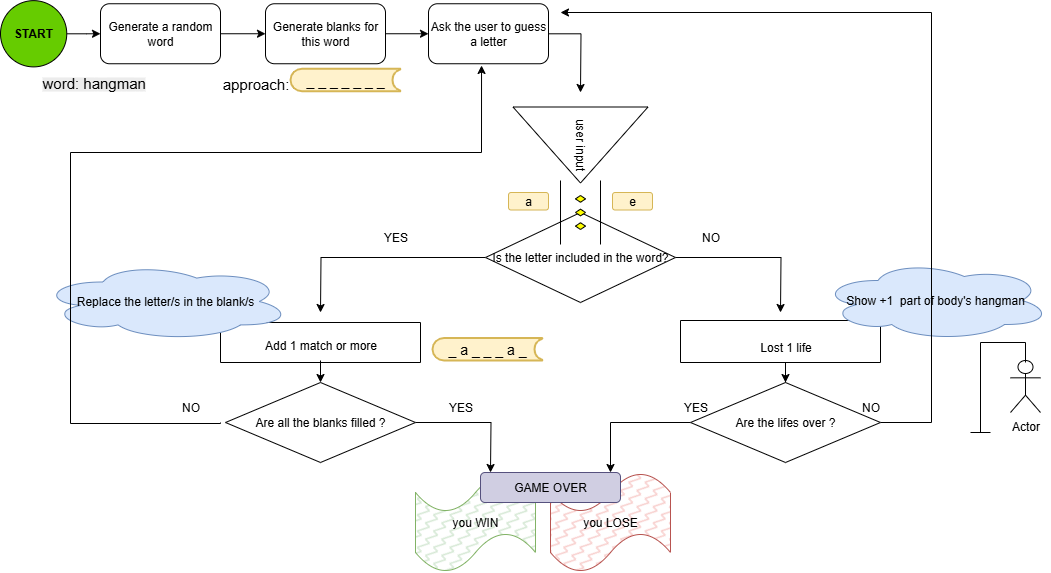 START
Generate a random
word
Generate blanks for
this word
Ask the user to guess
a letter
word: hangman
approach:
_ _ _ _ _ _ _
user input
a
e
YES
NO
Is the letter included in the word?
Replace the letter/s in the blank/s
Show +1 part of body's hangman
Add 1 match or more
_ a _ _ _ a _
Lost 1 life
NO
Are all the blanks filled ?
YES
YES
Are the lifes over ?
NO
Actor
GAME OVER
you WIN
you LOSE